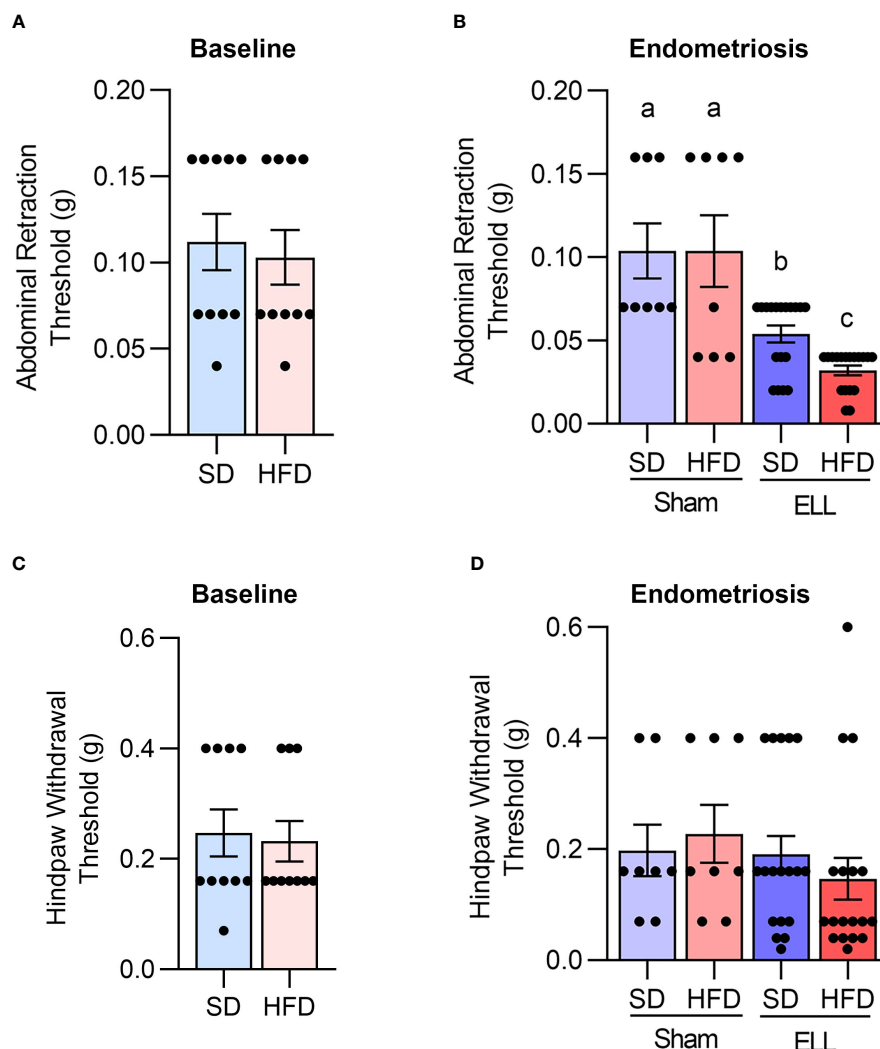 A
Baseline
Abdominal Retraction
Threshold (g)
0.20
0.15
0.10
0.05
0.00
SD HFD
B
Endometriosis
Abdominal Retraction
Threshold (g)
0.20
0.15
0.10
0.05
0.00
a a b c
SD HFD SD HFD
Sham ELL
C
Baseline
Hindpaw Withdrawal
Threshold (g)
0.6
0.4
0.2
0.0
SD HFD
D
Endometriosis
Hindpaw Withdrawal
Threshold (g)
0.6
0.4
0.2
0.0
SD HFD SD HFD
Sham ELL